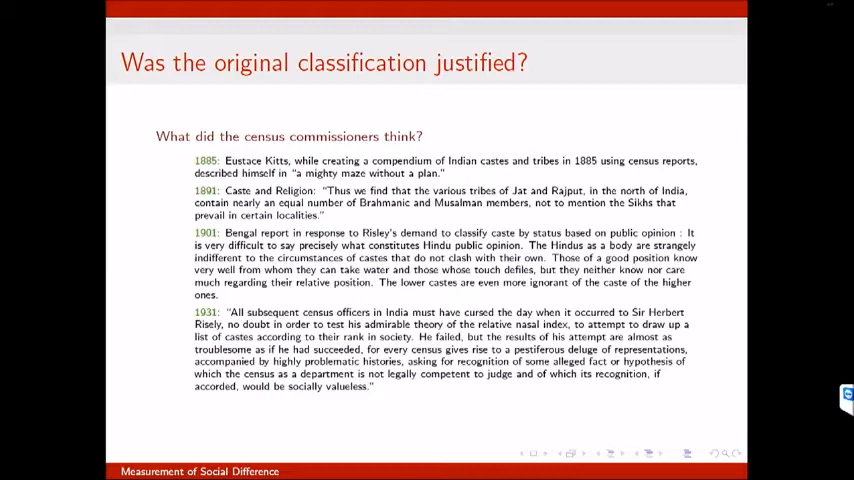 Was the original classification justified?
What did the census commissioners think?
1885: Eustace Kitts, while creating a compendium of Indian castes and tribes in 1885 using census reports,
described himself in "a mighty maze without a plan."
1891: Caste and Religion: "Thus we find that the various tribes of Jat and Rajput, in the north of India,
contain nearly an equal number of Brahmanic and Musalman members, not to mention the Sikhs that
prevail in certain localities."
1901: Bengal report in response to Risley's demand to classify caste by status based on public opinion : It
is very difficult to say precisely what constitutes Hindu public opinion. The Hindus as a body are strangely
indifferent to the circumstances of castes that do not clash with their own. Those of a good position know
very well from whom they can take water and those whose touch defiles, but they neither know nor care
much regarding their relative position. The lower castes are even more ignorant of the caste of the higher
ones.
1931: "All subsequent census officers in India must have cursed the day when it occurred to Sir Herbert
Risely, no doubt in order to test his admirable theory of the relative nasal index, to attempt to draw up a
list of castes according to their rank in society. He failed, but the results of his attempt are almost as
troublesome as if he had succeeded, for every census gives rise to a pestiferous deluge of representations,
accompanied by highly problematic histories, asking for recognition of some alleged fact or hypothesis of
which the census as a department is not legally competent to judge and of which its recognition, if
accorded, would be socially valueless."
Measurement of Social Difference